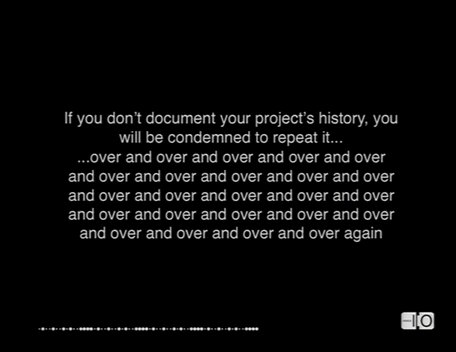 If you don't document your project's history, you
will be condemned to repeat it...
...over and over and over and over and over
and over and over and over and over and over
and over and over and over and over and over
and over and over and over and over and over
and over and over and over and over again
IO